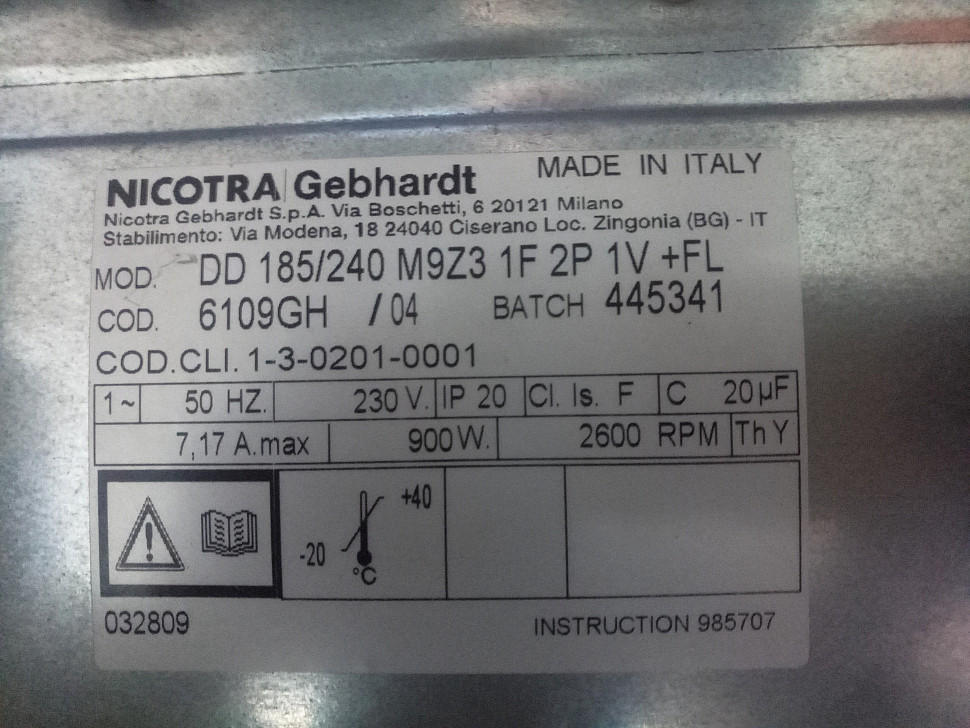 NICOTRA Gebhardt MADE IN ITALY
Nicotra Gebhardt S.p.A. Via Boschetti, 6 20121 Milano
Stabilimento: Via Modena, 18 24040 Ciserano Loc. Zingonia (BG) - IT
MOD. DD 185/240 M9Z3 1F 2P 1V +FL
COD. 6109GH /04 BATCH 445341
COD.CLI. 1-3-0201-0001
1~ 50 HZ. 230 V. IP 20 Cl. Is. F C 20µF
7,17 A.max 900W. 2600 RPM Th Y
+40
-20
°C
032809 INSTRUCTION 985707